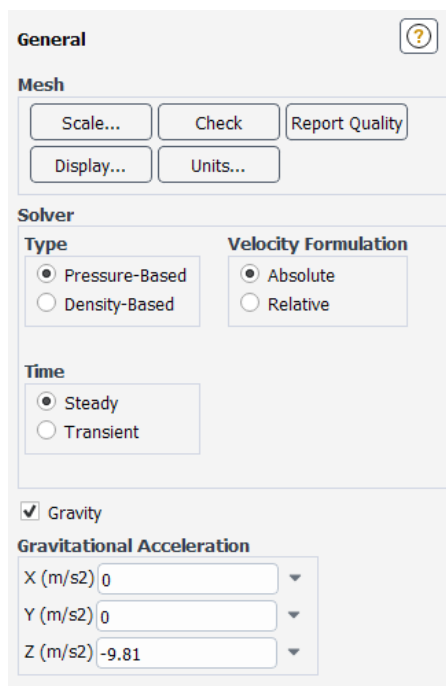 General
?
Mesh
Scale... Check Report Quality
Display... Units...
Solver
Type Velocity Formulation
Pressure-Based Absolute
Density-Based Relative
Time
Steady
Transient
Gravity
Gravitational Acceleration
X (m/s2) 0
Y (m/s2) 0
Z (m/s2) -9.81